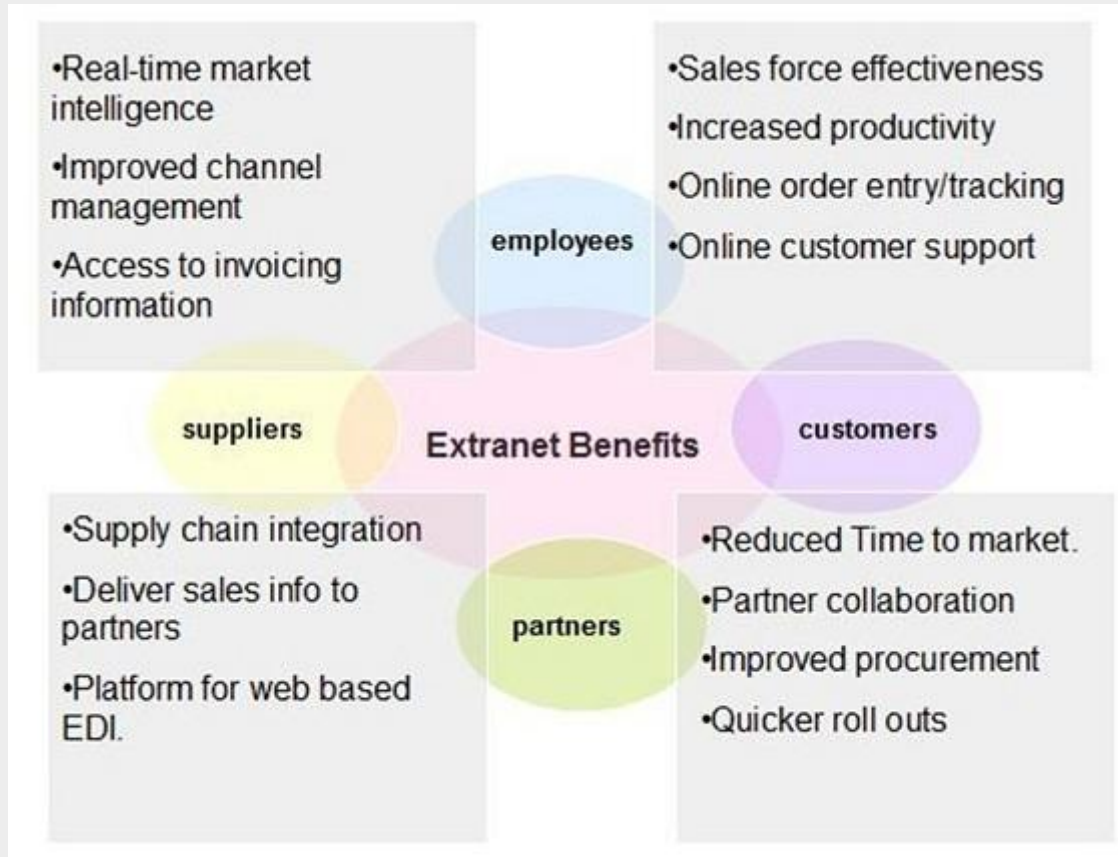 •Real-time market
intelligence
•Improved channel
management
•Access to invoicing
information
•Sales force effectiveness
•Increased productivity
•Online order entry/tracking
•Online customer support
employees
suppliers
Extranet Benefits
customers
partners
•Supply chain integration
•Deliver sales info to
partners
•Platform for web based
EDI.
•Reduced Time to market.
•Partner collaboration
•Improved procurement
•Quicker roll outs